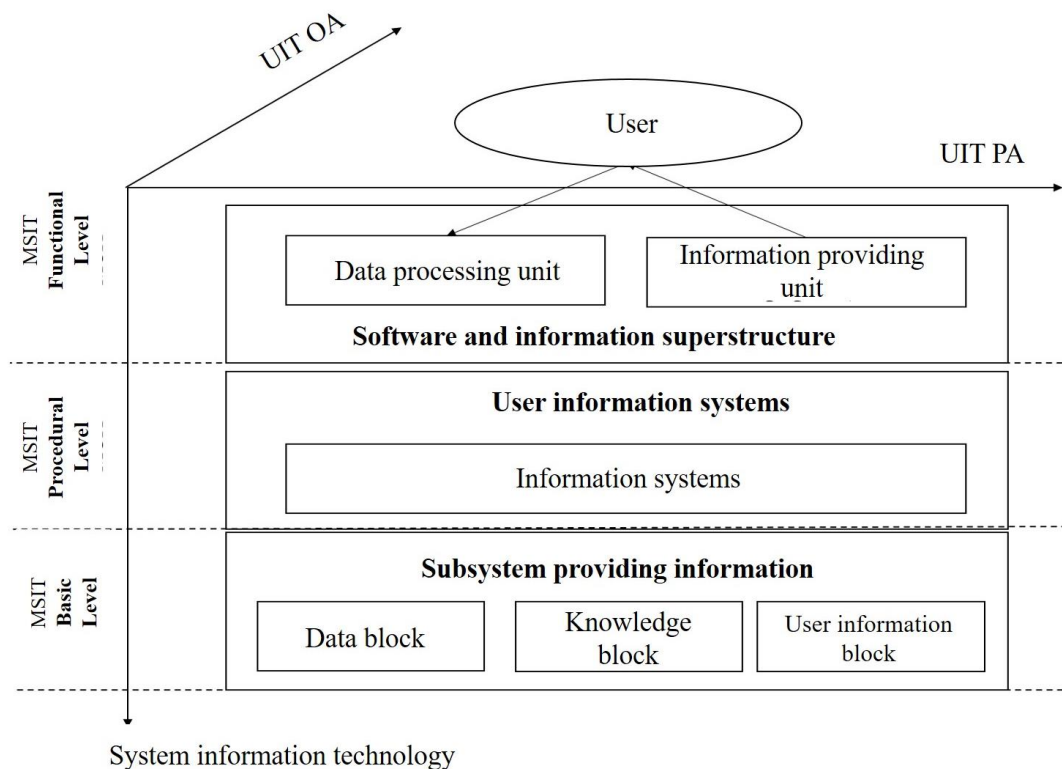 UIT OA
User
UIT PA
MSIT
Functional
Level
Data processing unit
Information providing
unit
Software and information superstructure
MSIT
Procedural
Level
User information systems
Information systems
MSIT
Basic
Level
Subsystem providing information
Data block
Knowledge
block
User information
block
System information technology